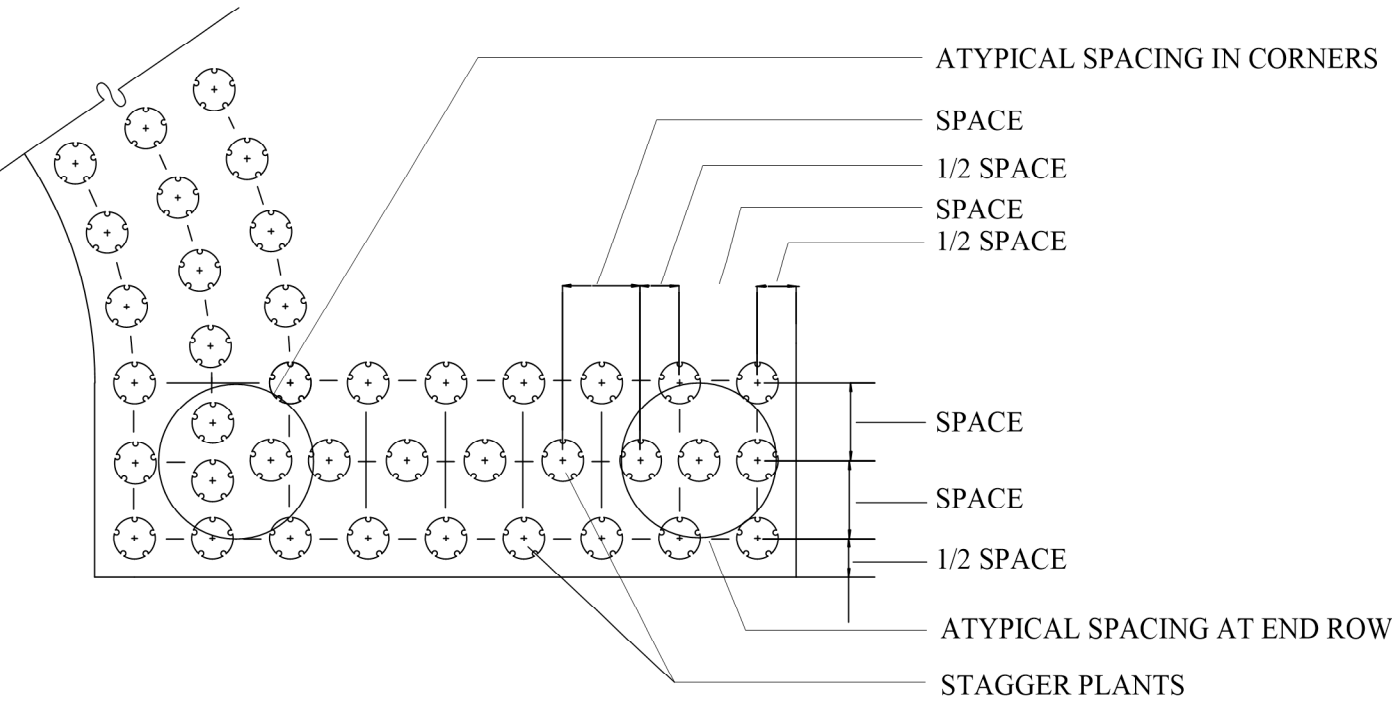 ATYPICAL SPACING IN CORNERS
SPACE
1/2 SPACE
SPACE
1/2 SPACE
SPACE
SPACE
1/2 SPACE
ATYPICAL SPACING AT END ROW
STAGGER PLANTS